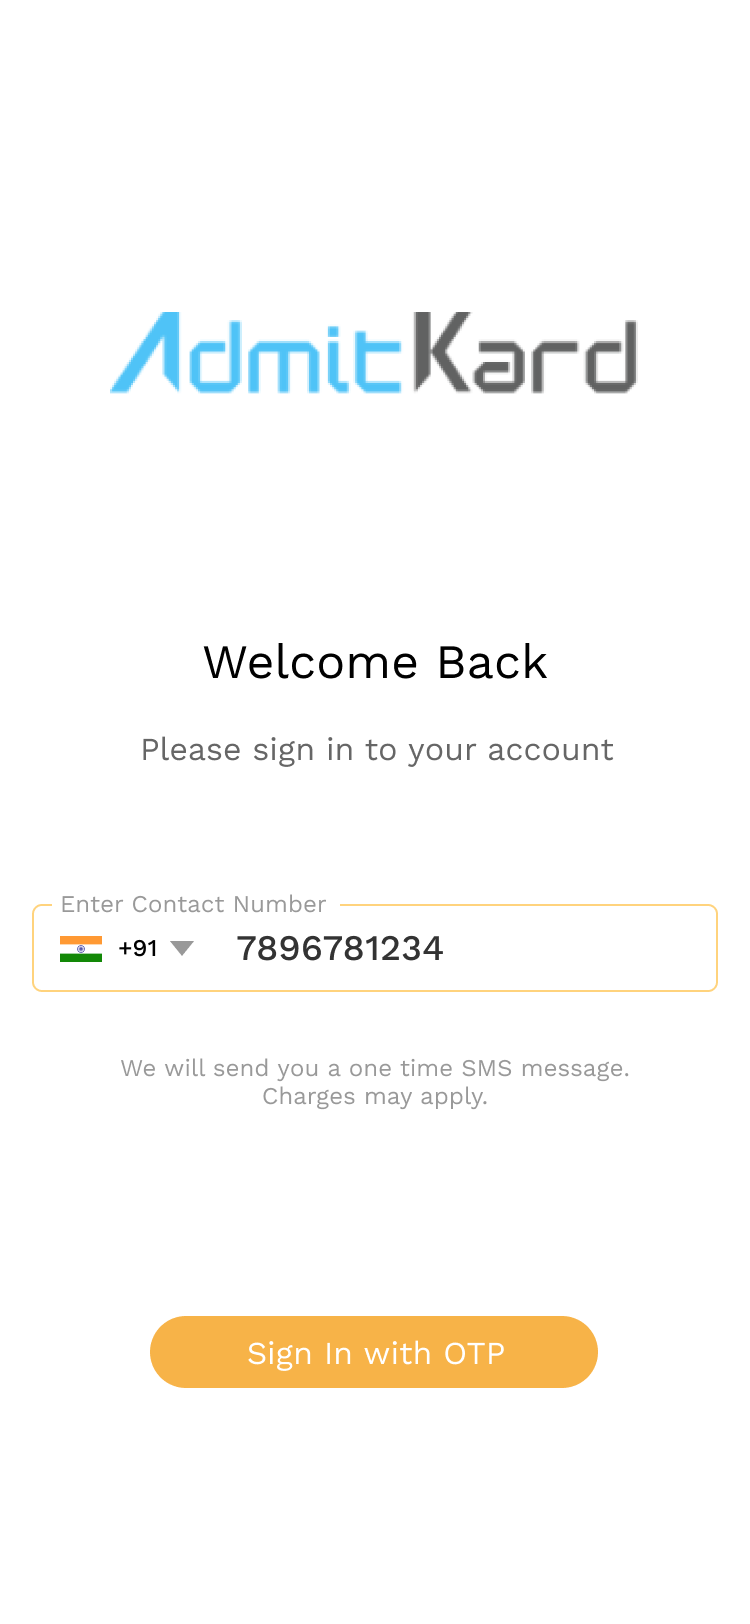 AdmitKard
Welcome Back
Please sign in to your account
Enter Contact Number
+91 7896781234
We will send you a one time SMS message.
Charges may apply.
Sign In with OTP